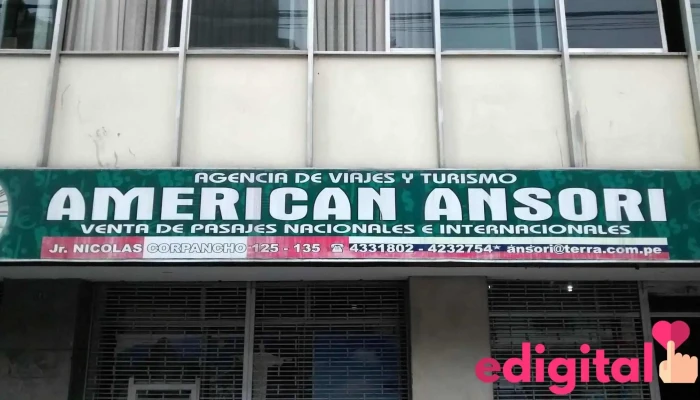 AGENCIA DE VIAJES Y TURISMO
AMERICAN ANSORI
VENTA DE PASAJES NACIONALES E INTERNACIONALES
Jr. NICOLAS CORPANCHO 125 - 135 ☎ 4331802 - 4232754* ansori@terra.com.pe
edigital